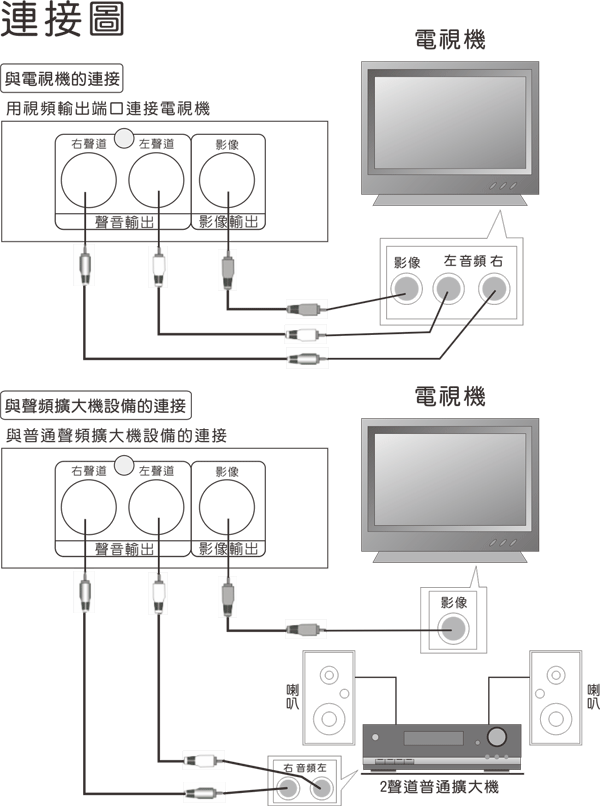 連接圖
電視機
與電視機的連接
用視頻輸出端口連接電視機
右聲道 左聲道 影像
聲音輸出 影像輸出
影像 左音頻右
與聲頻擴大機設備的連接
電視機
與普通聲頻擴大機設備的連接
右聲道 左聲道 影像
聲音輸出 影像輸出
影像
喇叭
喇叭
右音頻左
2聲道普通擴大機